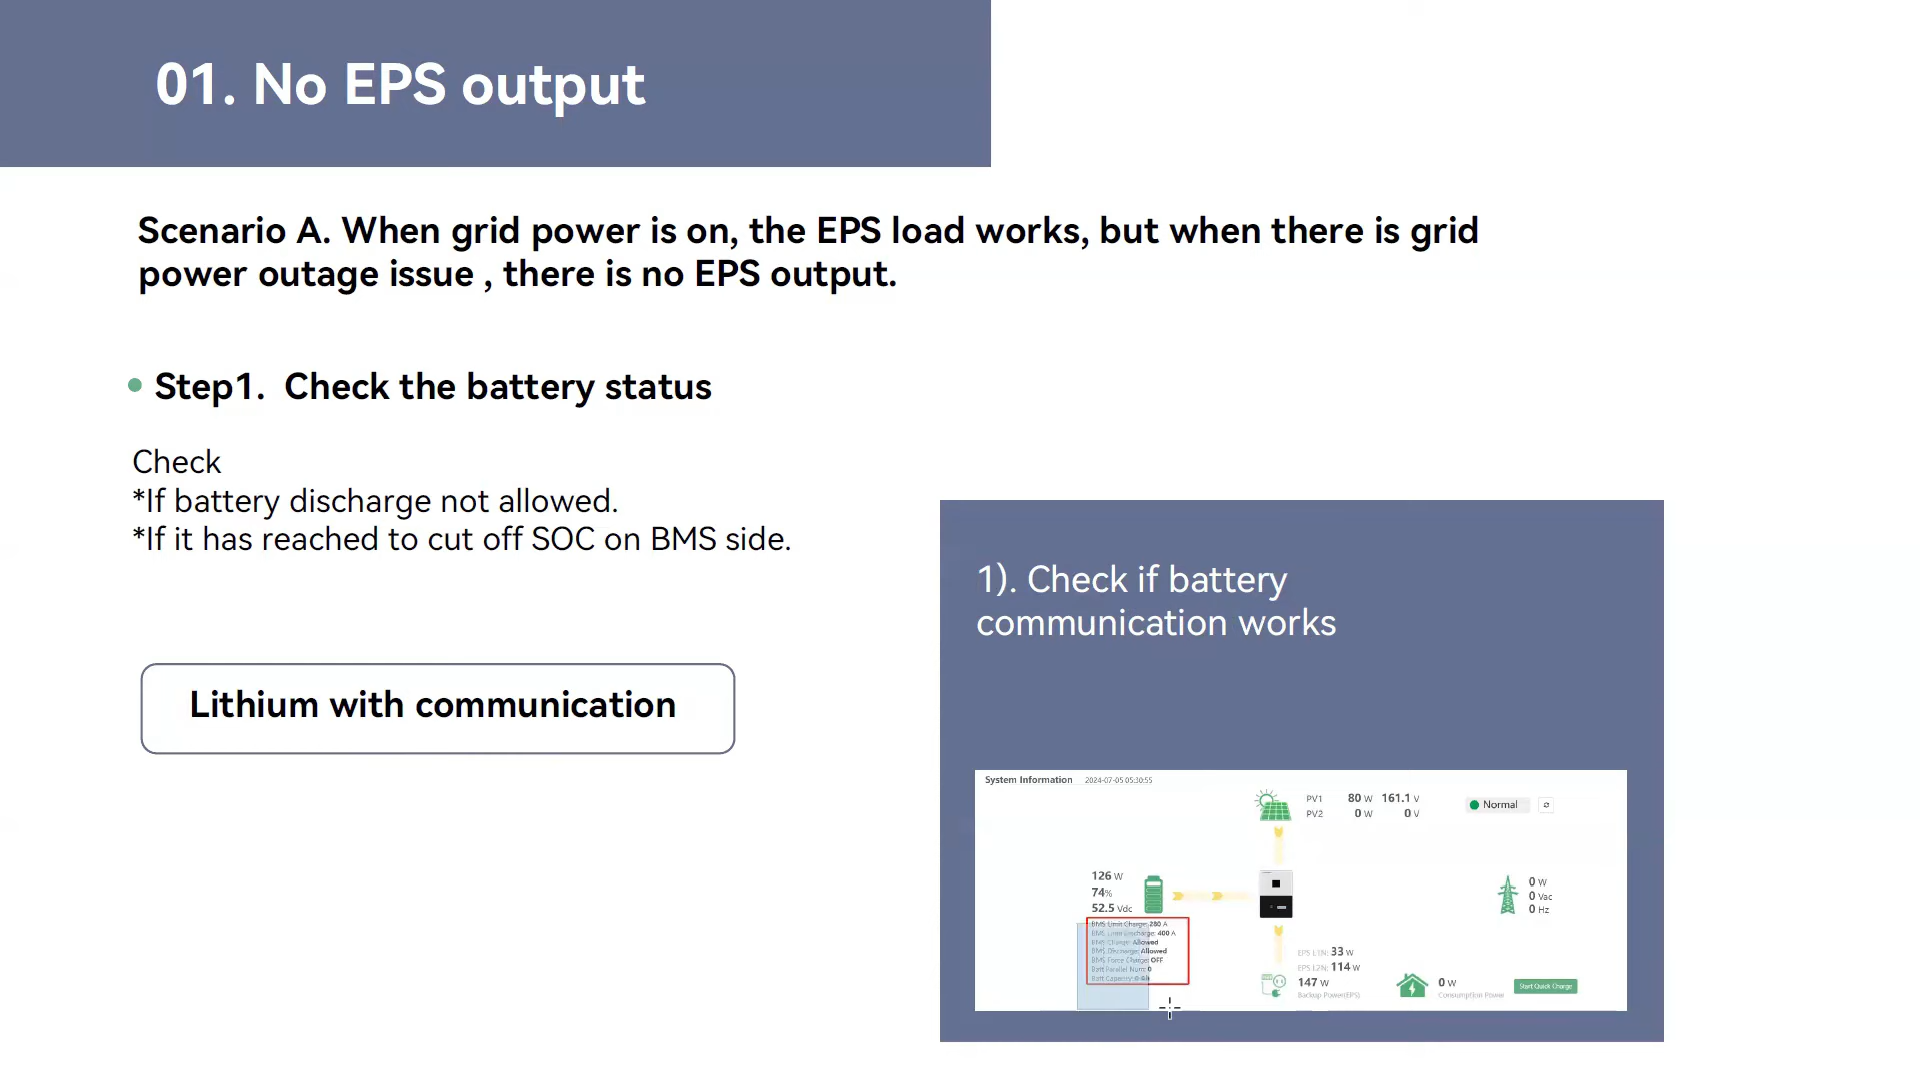 01. No EPS output
Scenario A. When grid power is on, the EPS load works, but when there is grid
power outage issue , there is no EPS output.
Step1. Check the battery status
Check
*If battery discharge not allowed.
*If it has reached to cut off SOC on BMS side.
Lithium with communication
1). Check if battery
communication works
System Information 2024-07-05 05:30:55
PV1 80 W 161.1 V
PV2 0 W 0 V
Normal
126 W
74%
52.5 Vdc
BMS Limit Charge: 280 A
BMS Limit Discharge: 400 A
BMS Charge: Allowed
BMS Discharge: Allowed
BMS Force Charge: OFF
Batt Parallel Num: 0
Batt Capacity: 0 Ah
0 W
0 Vac
0 Hz
EPS L1N: 33 W
EPS L2N: 114 W
147 W
Backup Power(EPS)
0 W
Consumption Power
Start Quick Charge